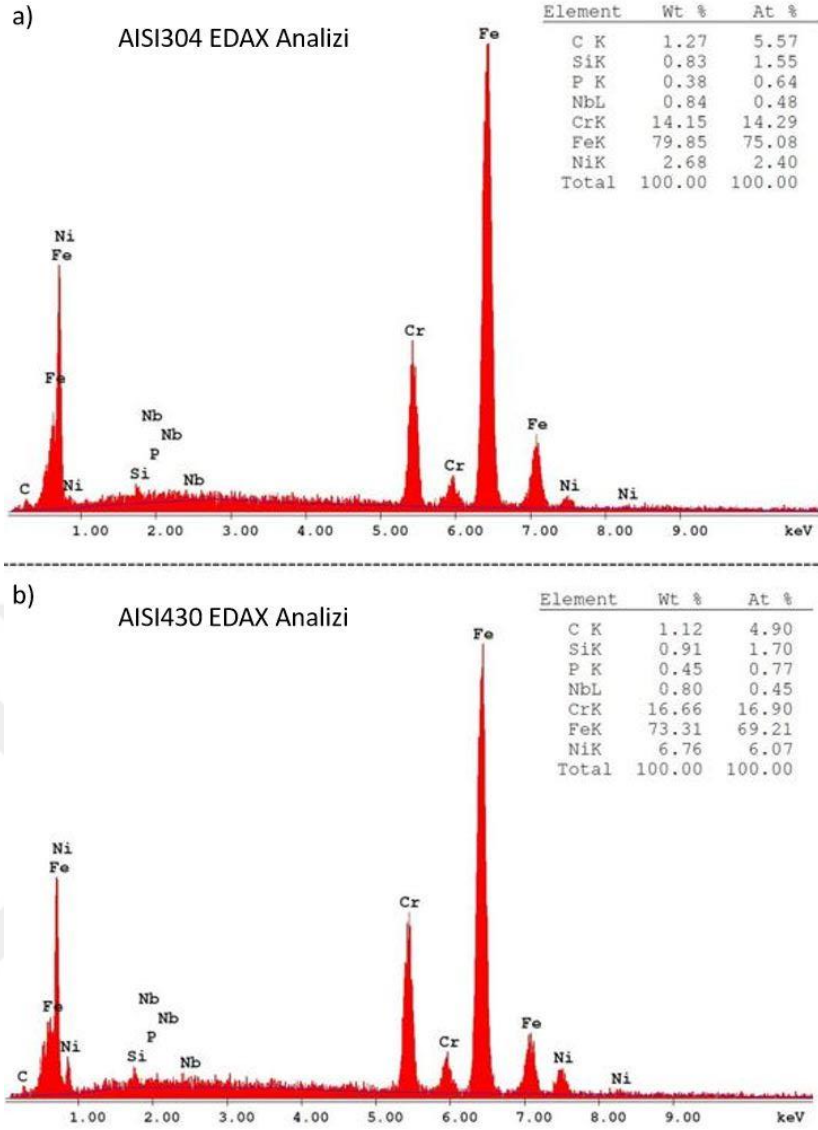 a)
AISI304 EDAX Analizi
Element Wt % At %
C K 1.27 5.57
SiK 0.83 1.55
P K 0.38 0.64
NbL 0.84 0.48
CrK 14.15 14.29
FeK 79.85 75.08
NiK 2.68 2.40
Total 100.00 100.00
Fe
Ni
Fe
Cr
Fe
Nb
Nb
Fe
P
Cr
Si
Nb
C
Ni
Ni
Ni
1.00 2.00 3.00 4.00 5.00 6.00 7.00 8.00 9.00 keV
b)
AISI430 EDAX Analizi
Element Wt % At %
C K 1.12 4.90
SiK 0.91 1.70
P K 0.45 0.77
NbL 0.80 0.45
CrK 16.66 16.90
FeK 73.31 69.21
NiK 6.76 6.07
Total 100.00 100.00
Fe
Ni
Fe
Cr
Nb
Fe
Nb
Fe
P
Cr
Ni
Si
Ni
Nb
C
Ni
1.00 2.00 3.00 4.00 5.00 6.00 7.00 8.00 9.00 keV